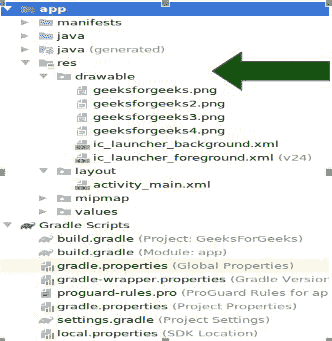 app
manifests
java
java (generated)
res
drawable
geeksforgeeks.png
geeksforgeeks2.png
geeksforgeeks3.png
geeksforgeeks4.png
ic_launcher_background.xml
ic_launcher_foreground.xml (v24)
layout
activity_main.xml
mipmap
values
Gradle Scripts
build.gradle (Project: GeeksForGeeks)
build.gradle (Module: app)
gradle.properties (Global Properties)
gradle-wrapper.properties (Gradle Version
proguard-rules.pro (ProGuard Rules for ap
gradle.properties (Project Properties)
settings.gradle (Project Settings)
local.properties (SDK Location)